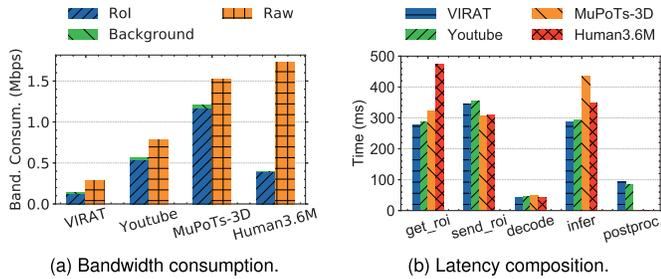 RoI
Raw
Background
Band. Consum. (Mbps)
1.5
1.0
0.5
0.0
VIRAT
Youtube
MuPoTs-3D
Human3.6M
(a) Bandwidth consumption.
VIRAT
MuPoTs-3D
Youtube
Human3.6M
Time (ms)
500
400
300
200
100
0
get_roi
send_roi
decode
infer
postproc.
(b) Latency composition.